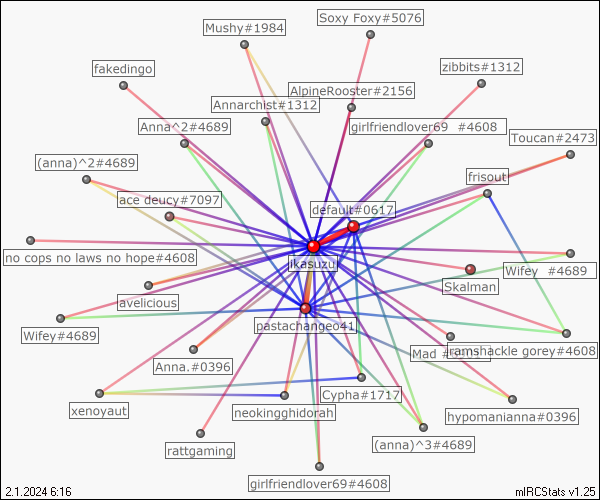 Soxy Foxy#5076
Mushy#1984
fakedingo
zibbits#1312
AlpineRooster#2156
Annarchist#1312
Anna^2#4689
girlfriendlover69 #4608
Toucan#2473
(anna)^2#4689
frisout
ace deucy#7097
default#0617
no cops no laws no hope#4608
ikasuzu
Wifey #4689
Skalman
javelicious
pastachangeo41
Wifey#4689
Mad
ramshackle gorey#4608
Anna.#0396
Cypha#1717
xenoyaut
neokingghidorah
hypomanianna#0396
(anna)^3#4689
rattgaming
girlfriendlover69#4608
2.1.2024 6:16
mIRCStats v1.25